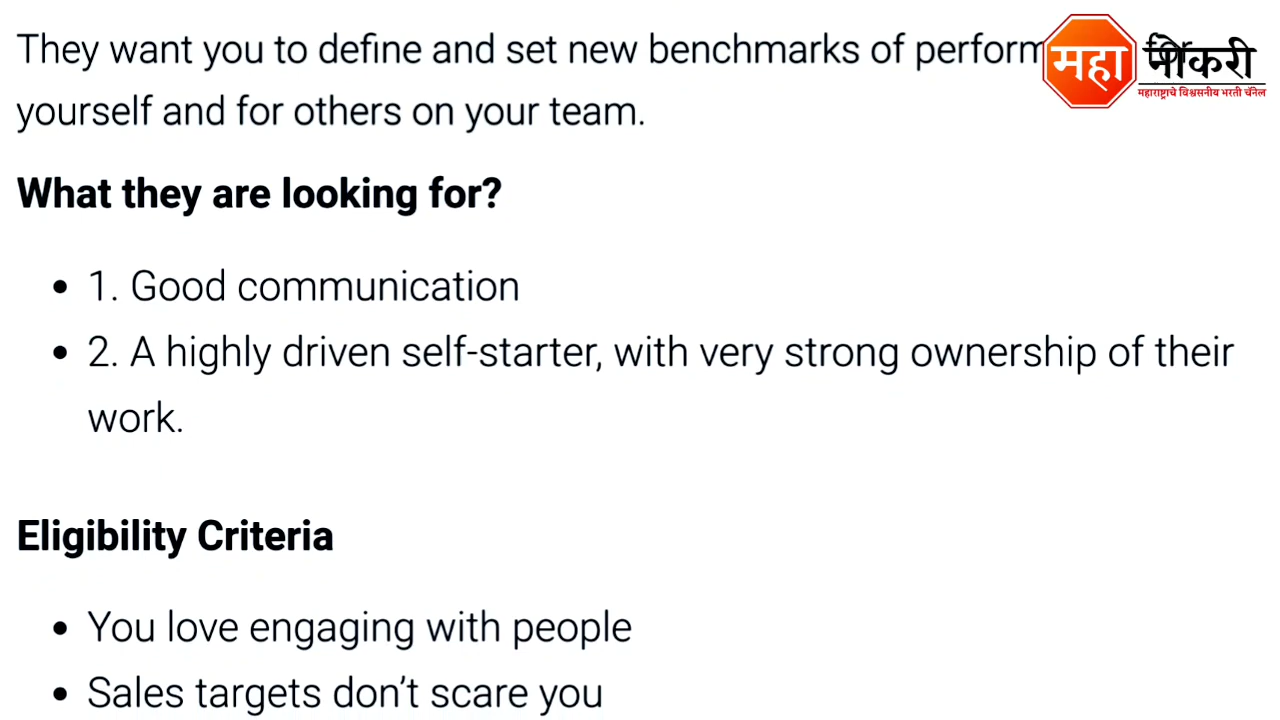 They want you to define and set new benchmarks of perform for
yourself and for others on your team.
महा नोकरी
महाराष्ट्राचे विश्वसनीय भरती चॅनेल
What they are looking for?
• 1. Good communication
• 2. A highly driven self-starter, with very strong ownership of their
work.
Eligibility Criteria
• You love engaging with people
• Sales targets don't scare you